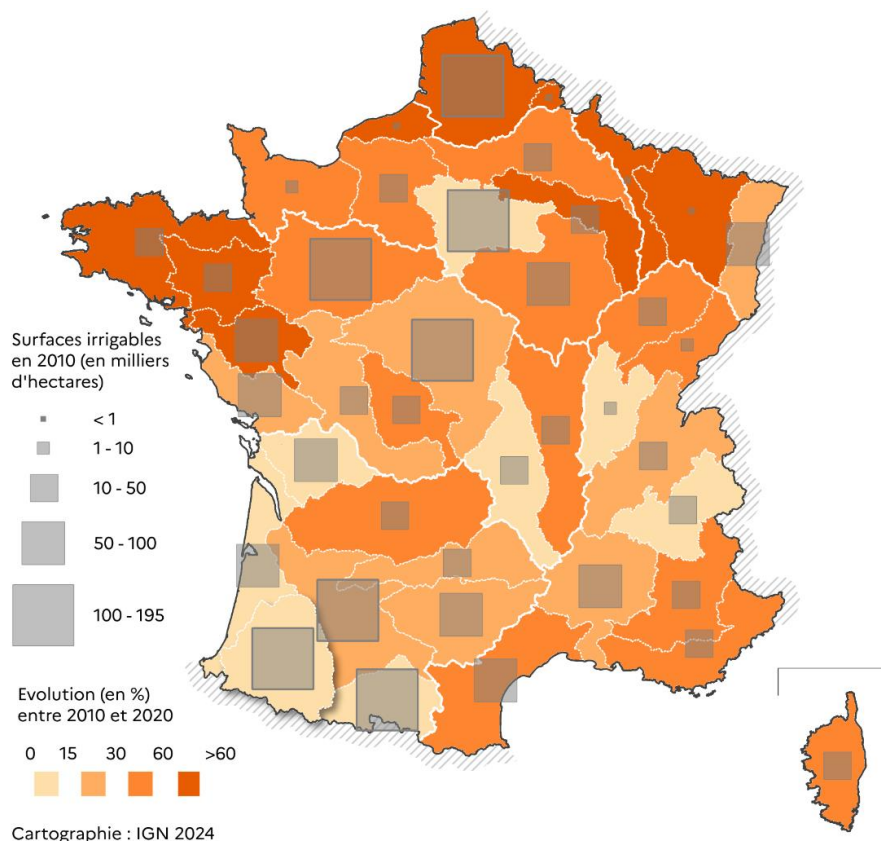 Surfaces irrigables
en 2010 (en milliers
d'hectares)
< 1
1 - 10
10 - 50
50 - 100
100 - 195
Evolution (en %)
entre 2010 et 2020
0 15 30 60 >60
Cartographie : IGN 2024